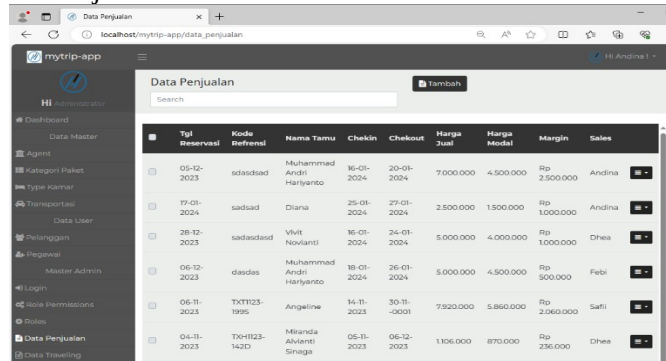 Data Penjualan
localhost/mytrip-app/data_penjualan
mytrip-app
Hi Andina !
Hi Administrator
Dashboard
Data Master
Agent
Kategori Paket
Type Kamar
Transportasi
Data User
Pelanggan
Pegawai
Master Admin
Login
Role Permissions
Roles
Data Penjualan
Data Traveling
Data Penjualan
Tambah
Search
Tgl Reservasi Kode Refrensi Nama Tamu Chekin Chekout Harga Jual Harga Modal Margin Sales
05-12-2023 sdasdsad Muhammad Andri Hariyanto 16-01-2024 20-01-2024 7.000.000 4.500.000 Rp 2.500.000 Andina
17-01-2024 sadsad Diana 25-01-2024 27-01-2024 2.500.000 1.500.000 Rp 1.000.000 Andina
28-12-2023 sadasdasd Vivit Novianti 16-01-2024 24-01-2024 5.000.000 4.000.000 Rp 1.000.000 Dhea
06-12-2023 dasdas Muhammad Andri Hariyanto 18-01-2024 26-01-2024 5.000.000 4.500.000 Rp 500.000 Febi
06-11-2023 TXT1123-1995 Angeline 14-11-2023 30-11--0001 7.920.000 5.860.000 Rp 2.060.000 Safii
04-11-2023 TXH1123-142D Miranda Alvianti Sinaga 05-11-2023 06-12-2023 1.106.000 870.000 Rp 236.000 Dhea